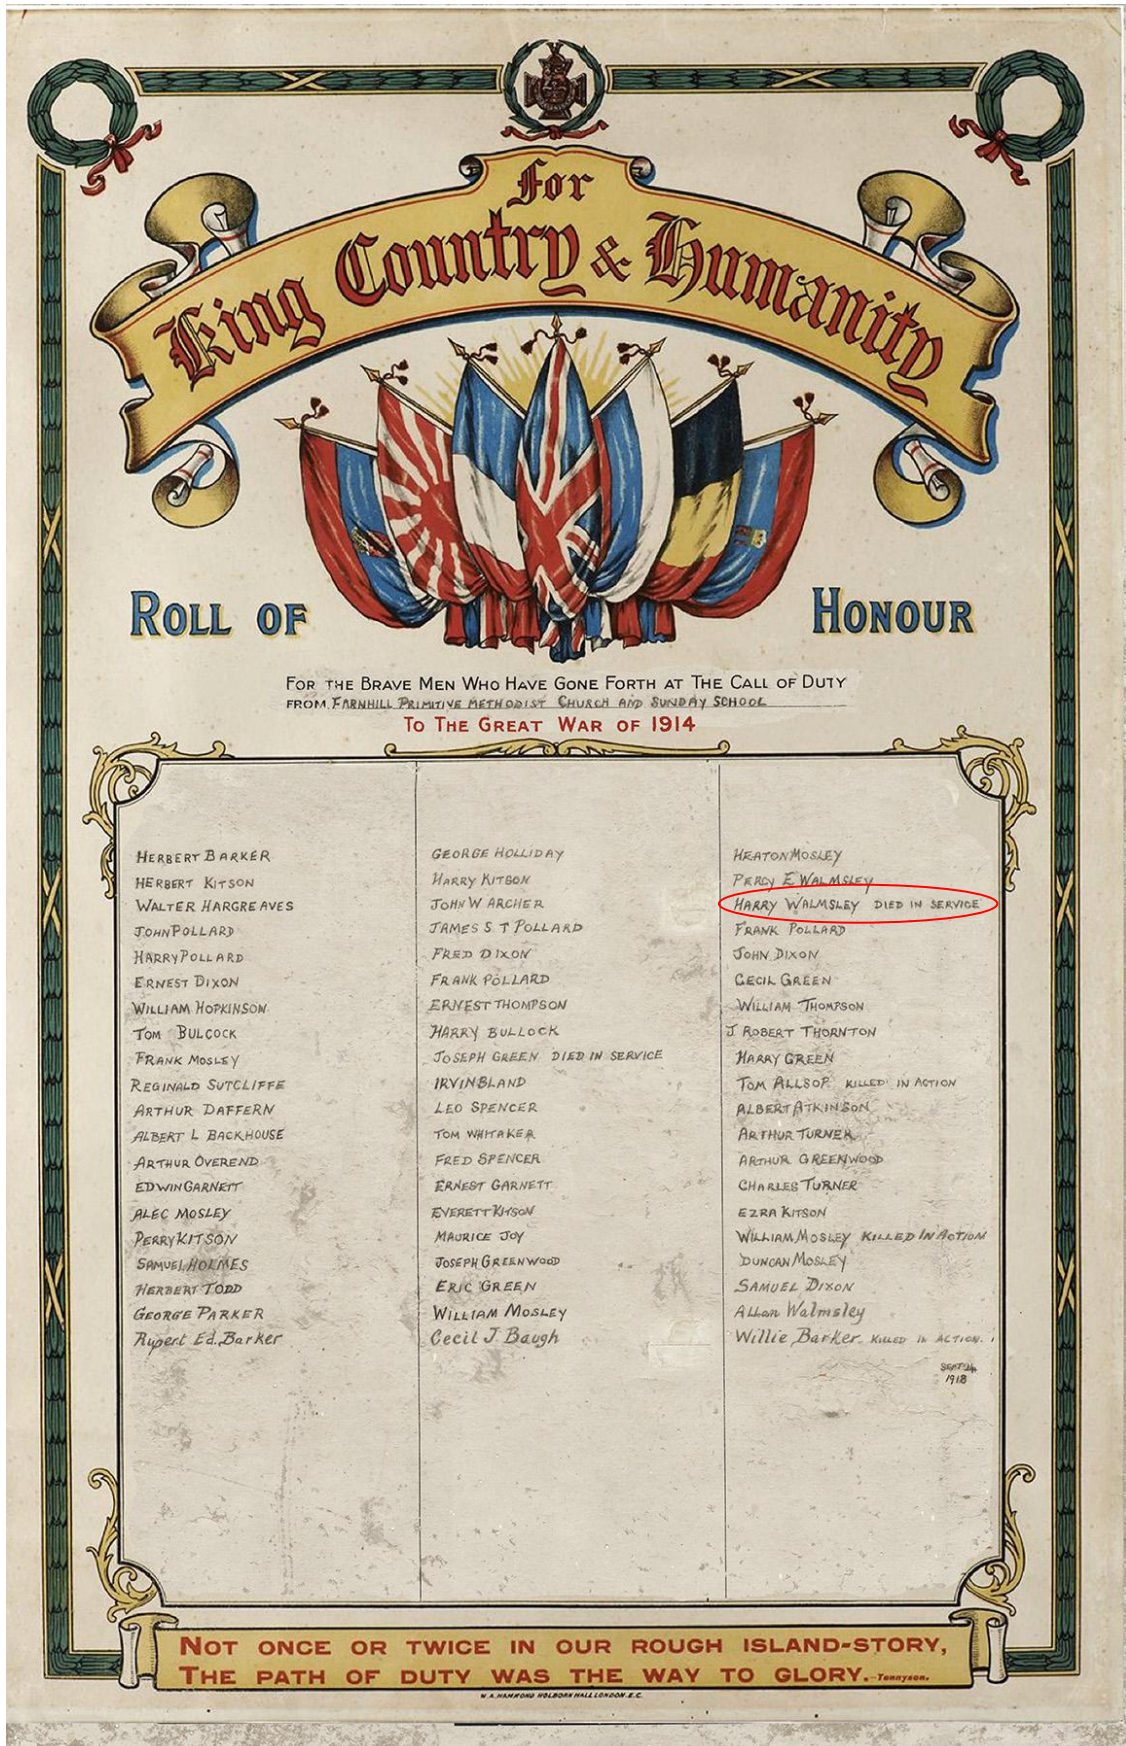 For
King Country & Humanity
ROLL OF HONOUR
FOR THE BRAVE MEN WHO HAVE GONE FORTH AT THE CALL OF DUTY
FROM FARNHILL PRIMITIVE METHODIST CHURCH AND SUNDAY SCHOOL
TO THE GREAT WAR OF 1914
HERBERT BARKER
HERBERT KITSON
WALTER HARGREAVES
JOHN POLLARD
HARRY POLLARD
ERNEST DIXON
WILLIAM HOPKINSON
TOM BULCOCK
FRANK MOSLEY
REGINALD SUTCLIFFE
ARTHUR DAFFERN
ALBERT L BACKHOUSE
ARTHUR OVEREND
EDWIN GARNETT
ALEC MOSLEY
PERRY KITSON
SAMUEL HOLMES
HERBERT TODD
GEORGE PARKER
Rupert Ed. Barker
GEORGE HOLLIDAY
HARRY KITSON
JOHN W ARCHER
JAMES S T POLLARD
FRED DIXON
FRANK POLLARD
ERNEST THOMPSON
HARRY BULLOCK
JOSEPH GREEN DIED IN SERVICE
IRVIN BLAND
LEO SPENCER
TOM WHITAKER
FRED SPENCER
ERNEST GARNETT
EVERETT KITSON
MAURICE JOY
JOSEPH GREENWOOD
ERIC GREEN
WILLIAM MOSLEY
Cecil J Baugh
HEATON MOSLEY
PERCY E WALMSLEY
HARRY WALMSLEY DIED IN SERVICE
FRANK POLLARD
JOHN DIXON
CECIL GREEN
WILLIAM THOMPSON
J ROBERT THORNTON
HARRY GREEN
TOM ALLSOP KILLED IN ACTION
ALBERT ATKINSON
ARTHUR TURNER
ARTHUR GREENWOOD
CHARLES TURNER
EZRA KITSON
WILLIAM MOSLEY KILLED IN ACTION
DUNCAN MOSLEY
SAMUEL DIXON
Allan Walmsley
Willie Barker KILLED IN ACTION
SEPT 24
1918
NOT ONCE OR TWICE IN OUR ROUGH ISLAND-STORY,
THE PATH OF DUTY WAS THE WAY TO GLORY.-Tennyson.
W.A.HAMMOND HOLBORN HALL LONDON.E.C.